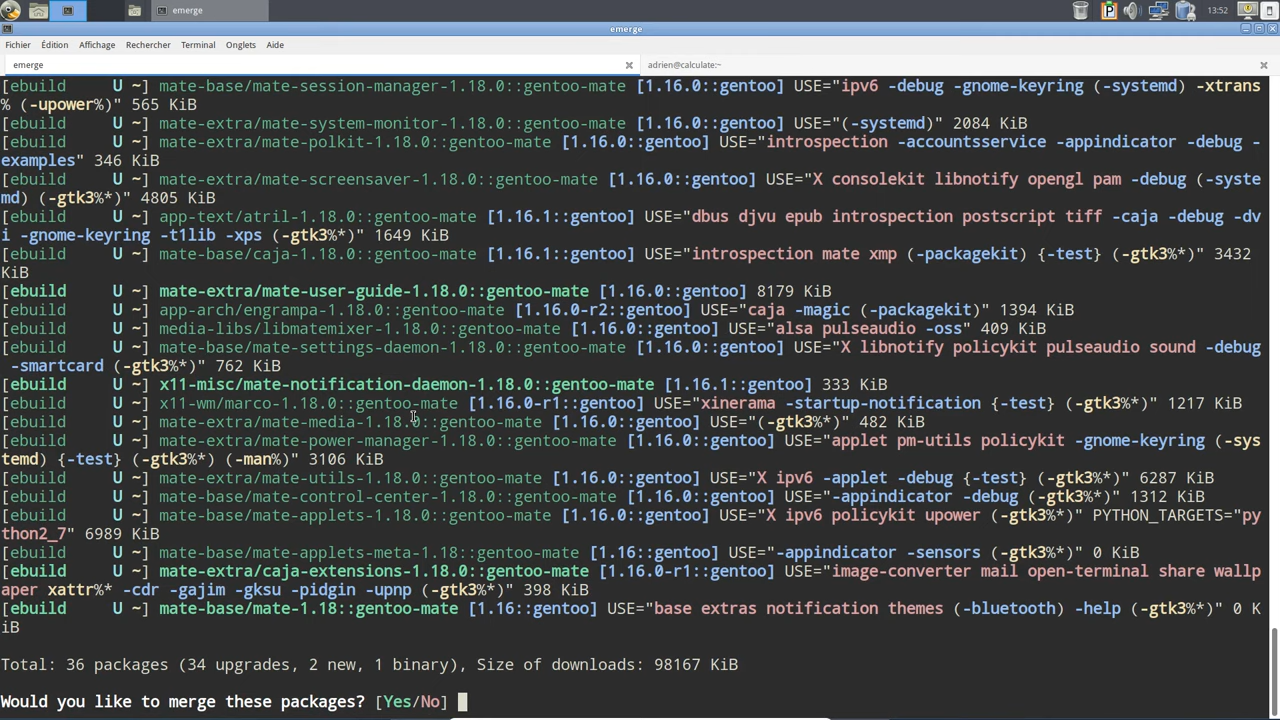 emerge
13:52
emerge
Fichier Édition Affichage Rechercher Terminal Onglets Aide
emerge adrien@calculate:~
[ebuild     U ~] mate-base/mate-session-manager-1.18.0::gentoo-mate [1.16.0::gentoo] USE="ipv6 -debug -gnome-keyring (-systemd) -xtrans
% (-upower%)" 565 KiB
[ebuild     U ~] mate-extra/mate-system-monitor-1.18.0::gentoo-mate [1.16.0::gentoo] USE="(-systemd)" 2084 KiB
[ebuild     U ~] mate-extra/mate-polkit-1.18.0::gentoo-mate [1.16.0::gentoo] USE="introspection -accountsservice -appindicator -debug -
examples" 346 KiB
[ebuild     U ~] mate-extra/mate-screensaver-1.18.0::gentoo-mate [1.16.0::gentoo] USE="X consolekit libnotify opengl pam -debug (-syste
md) (-gtk3%*)" 4805 KiB
[ebuild     U ~] app-text/atril-1.18.0::gentoo-mate [1.16.1::gentoo] USE="dbus djvu epub introspection postscript tiff -caja -debug -dv
i -gnome-keyring -t1lib -xps (-gtk3%*)" 1649 KiB
[ebuild     U ~] mate-base/caja-1.18.0::gentoo-mate [1.16.0::gentoo] USE="introspection mate xmp (-packagekit) {-test} (-gtk3%*)" 3432
KiB
[ebuild     U ~] mate-extra/mate-user-guide-1.18.0::gentoo-mate [1.16.0::gentoo] 8179 KiB
[ebuild     U ~] app-arch/engrampa-1.18.0::gentoo-mate [1.16.0-r2::gentoo] USE="caja -magic (-packagekit)" 1394 KiB
[ebuild     U ~] media-libs/libmatemixer-1.18.0::gentoo-mate [1.16.0::gentoo] USE="alsa pulseaudio -oss" 409 KiB
[ebuild     U ~] mate-base/mate-settings-daemon-1.18.0::gentoo-mate [1.16.0::gentoo] USE="X libnotify policykit pulseaudio sound -debug
-smartcard (-gtk3%*)" 762 KiB
[ebuild     U ~] x11-misc/mate-notification-daemon-1.18.0::gentoo-mate [1.16.1::gentoo] 333 KiB
[ebuild     U ~] x11-wm/marco-1.18.0::gentoo-mate [1.16.0-r1::gentoo] USE="xinerama -startup-notification {-test} (-gtk3%*)" 1217 KiB
[ebuild     U ~] mate-extra/mate-media-1.18.0::gentoo-mate [1.16.0::gentoo] USE="(-gtk3%*)" 482 KiB
[ebuild     U ~] mate-extra/mate-power-manager-1.18.0::gentoo-mate [1.16.0::gentoo] USE="applet pm-utils policykit -gnome-keyring (-sys
temd) {-test} (-gtk3%*) (-man%)" 3106 KiB
[ebuild     U ~] mate-extra/mate-utils-1.18.0::gentoo-mate [1.16.0::gentoo] USE="X ipv6 -applet -debug {-test} (-gtk3%*)" 6287 KiB
[ebuild     U ~] mate-base/mate-control-center-1.18.0::gentoo-mate [1.16.0::gentoo] USE="-appindicator -debug (-gtk3%*)" 1312 KiB
[ebuild     U ~] mate-base/mate-applets-1.18.0::gentoo-mate [1.16.0::gentoo] USE="X ipv6 policykit upower (-gtk3%*)" PYTHON_TARGETS="py
thon2_7" 6989 KiB
[ebuild     U ~] mate-base/mate-applets-meta-1.18::gentoo-mate [1.16::gentoo] USE="-appindicator -sensors (-gtk3%*)" 0 KiB
[ebuild     U ~] mate-extra/caja-extensions-1.18.0::gentoo-mate [1.16.0-r1::gentoo] USE="image-converter mail open-terminal share wallp
aper xattr%* -cdr -gajim -gksu -pidgin -upnp (-gtk3%*)" 398 KiB
[ebuild     U ~] mate-base/mate-1.18::gentoo-mate [1.16::gentoo] USE="base extras notification themes (-bluetooth) -help (-gtk3%*)" 0 K
iB
Total: 36 packages (34 upgrades, 2 new, 1 binary), Size of downloads: 98167 KiB
Would you like to merge these packages? [Yes/No]